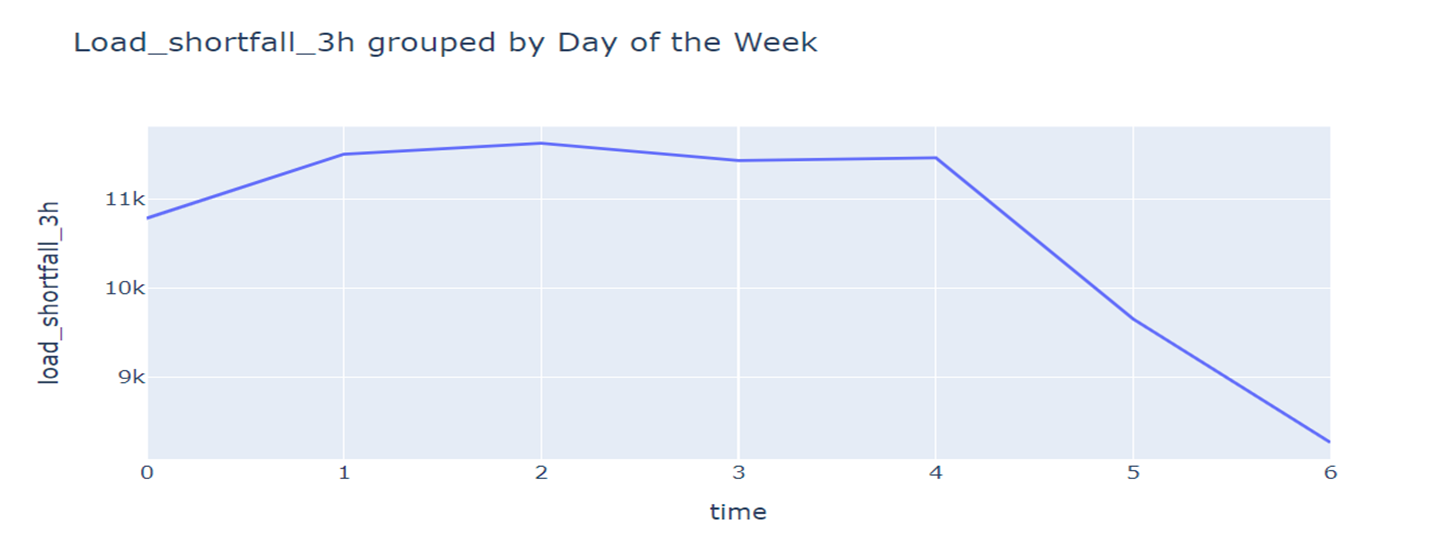 Load_shortfall_3h grouped by Day of the Week
load_shortfall_3h
11k
10k
9k
0 1 2 3 4 5 6
time